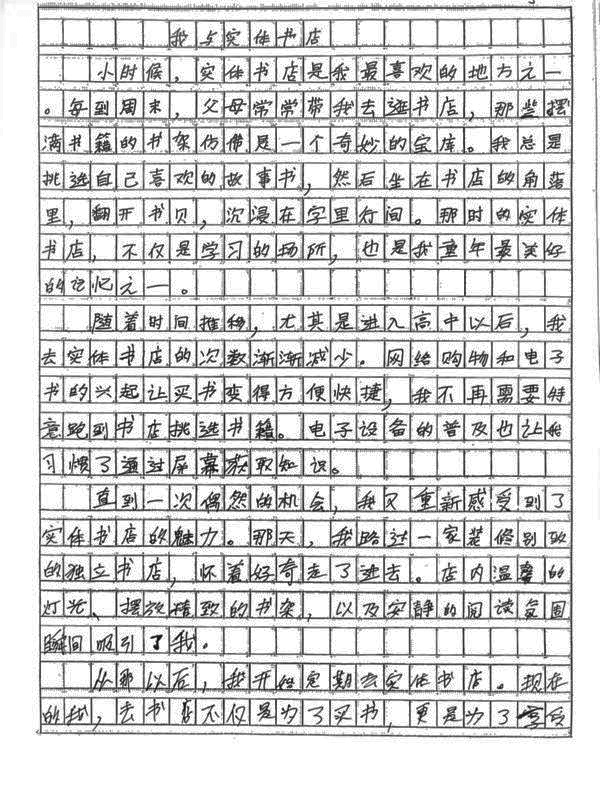 我与实体书店
小时候，实体书店是我最喜欢的地方之一
。每到周末，父母常常带我去逛书店，那些摆
满书籍的书架仿佛是一个奇妙的宝库。我总是
挑选自己喜欢的故事书，然后坐在书店的角落
里，翻开书页，沉浸在字里行间。那时的实体
书店，不仅是学习的场所，也是我童年最美好
的记忆之一。
随着时间推移，尤其是进入高中以后，我
去实体书店的次数渐渐减少。网络购物和电子
书的兴起让买书变得方便快捷，我不再需要特
意跑到书店挑选书籍。电子设备的普及也让我
习惯了通过屏幕获取知识。
直到一次偶然的机会，我又重新感受到了
实体书店的魅力。那天，我路过一家装修别致
的独立书店，怀着好奇走了进去。店内温馨的
灯光、摆放精致的书架，以及安静的阅读氛围
瞬间吸引了我。
从那以后，我开始定期去实体书店。现在
的我，去书店不仅是为了买书，更是为了享受